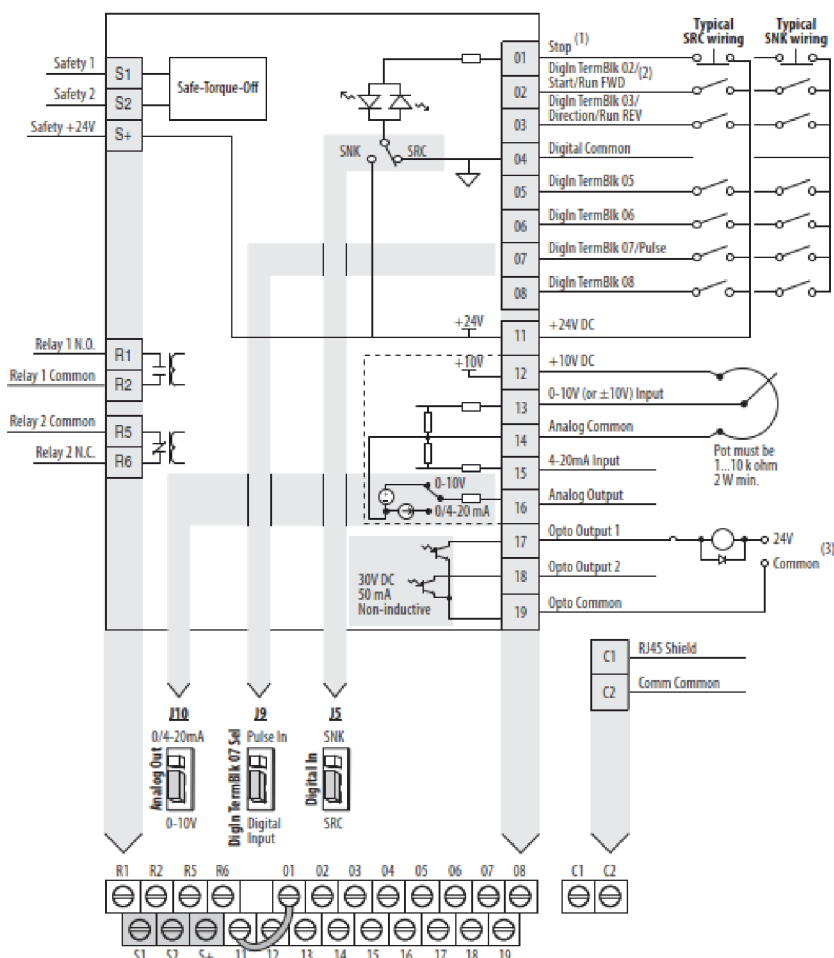 Typical
SRC wiring
Typical
SNK wiring
Safety 1
S1
Safety 2
S2
Safety +24V
S+
Safe-Torque-Off
SNK
SRC
01
Stop (1)
02
DigIn TermBlk 02/ (2)
Start/Run FWD
03
DigIn TermBlk 03/
Direction/Run REV
04
Digital Common
05
DigIn TermBlk 05
06
DigIn TermBlk 06
07
DigIn TermBlk 07/Pulse
08
DigIn TermBlk 08
+24V
11
+24V DC
+10V
12
+10V DC
13
0-10V (or ±10V) Input
14
Analog Common
15
4-20mA Input
16
Analog Output
17
Opto Output 1
18
Opto Output 2
19
Opto Common
Pot must be
1...10 k ohm
2 W min.
24V
Common
(3)
Relay 1 N.O.
R1
Relay 1 Common
R2
Relay 2 Common
R5
Relay 2 N.C.
R6
0-10V
0/4-20 mA
30V DC
50 mA
Non-inductive
C1
RJ45 Shield
C2
Comm Common
J10
0/4-20mA
Analog Out
0-10V
J9
Pulse In
DigIn TermBlk 07 Sel
Digital
Input
J5
SNK
Digital In
SRC
R1 R2 R5 R6 01 02 03 04 05 06 07 08 C1 C2
S1 S2 S+ 11 12 13 14 15 16 17 18 19